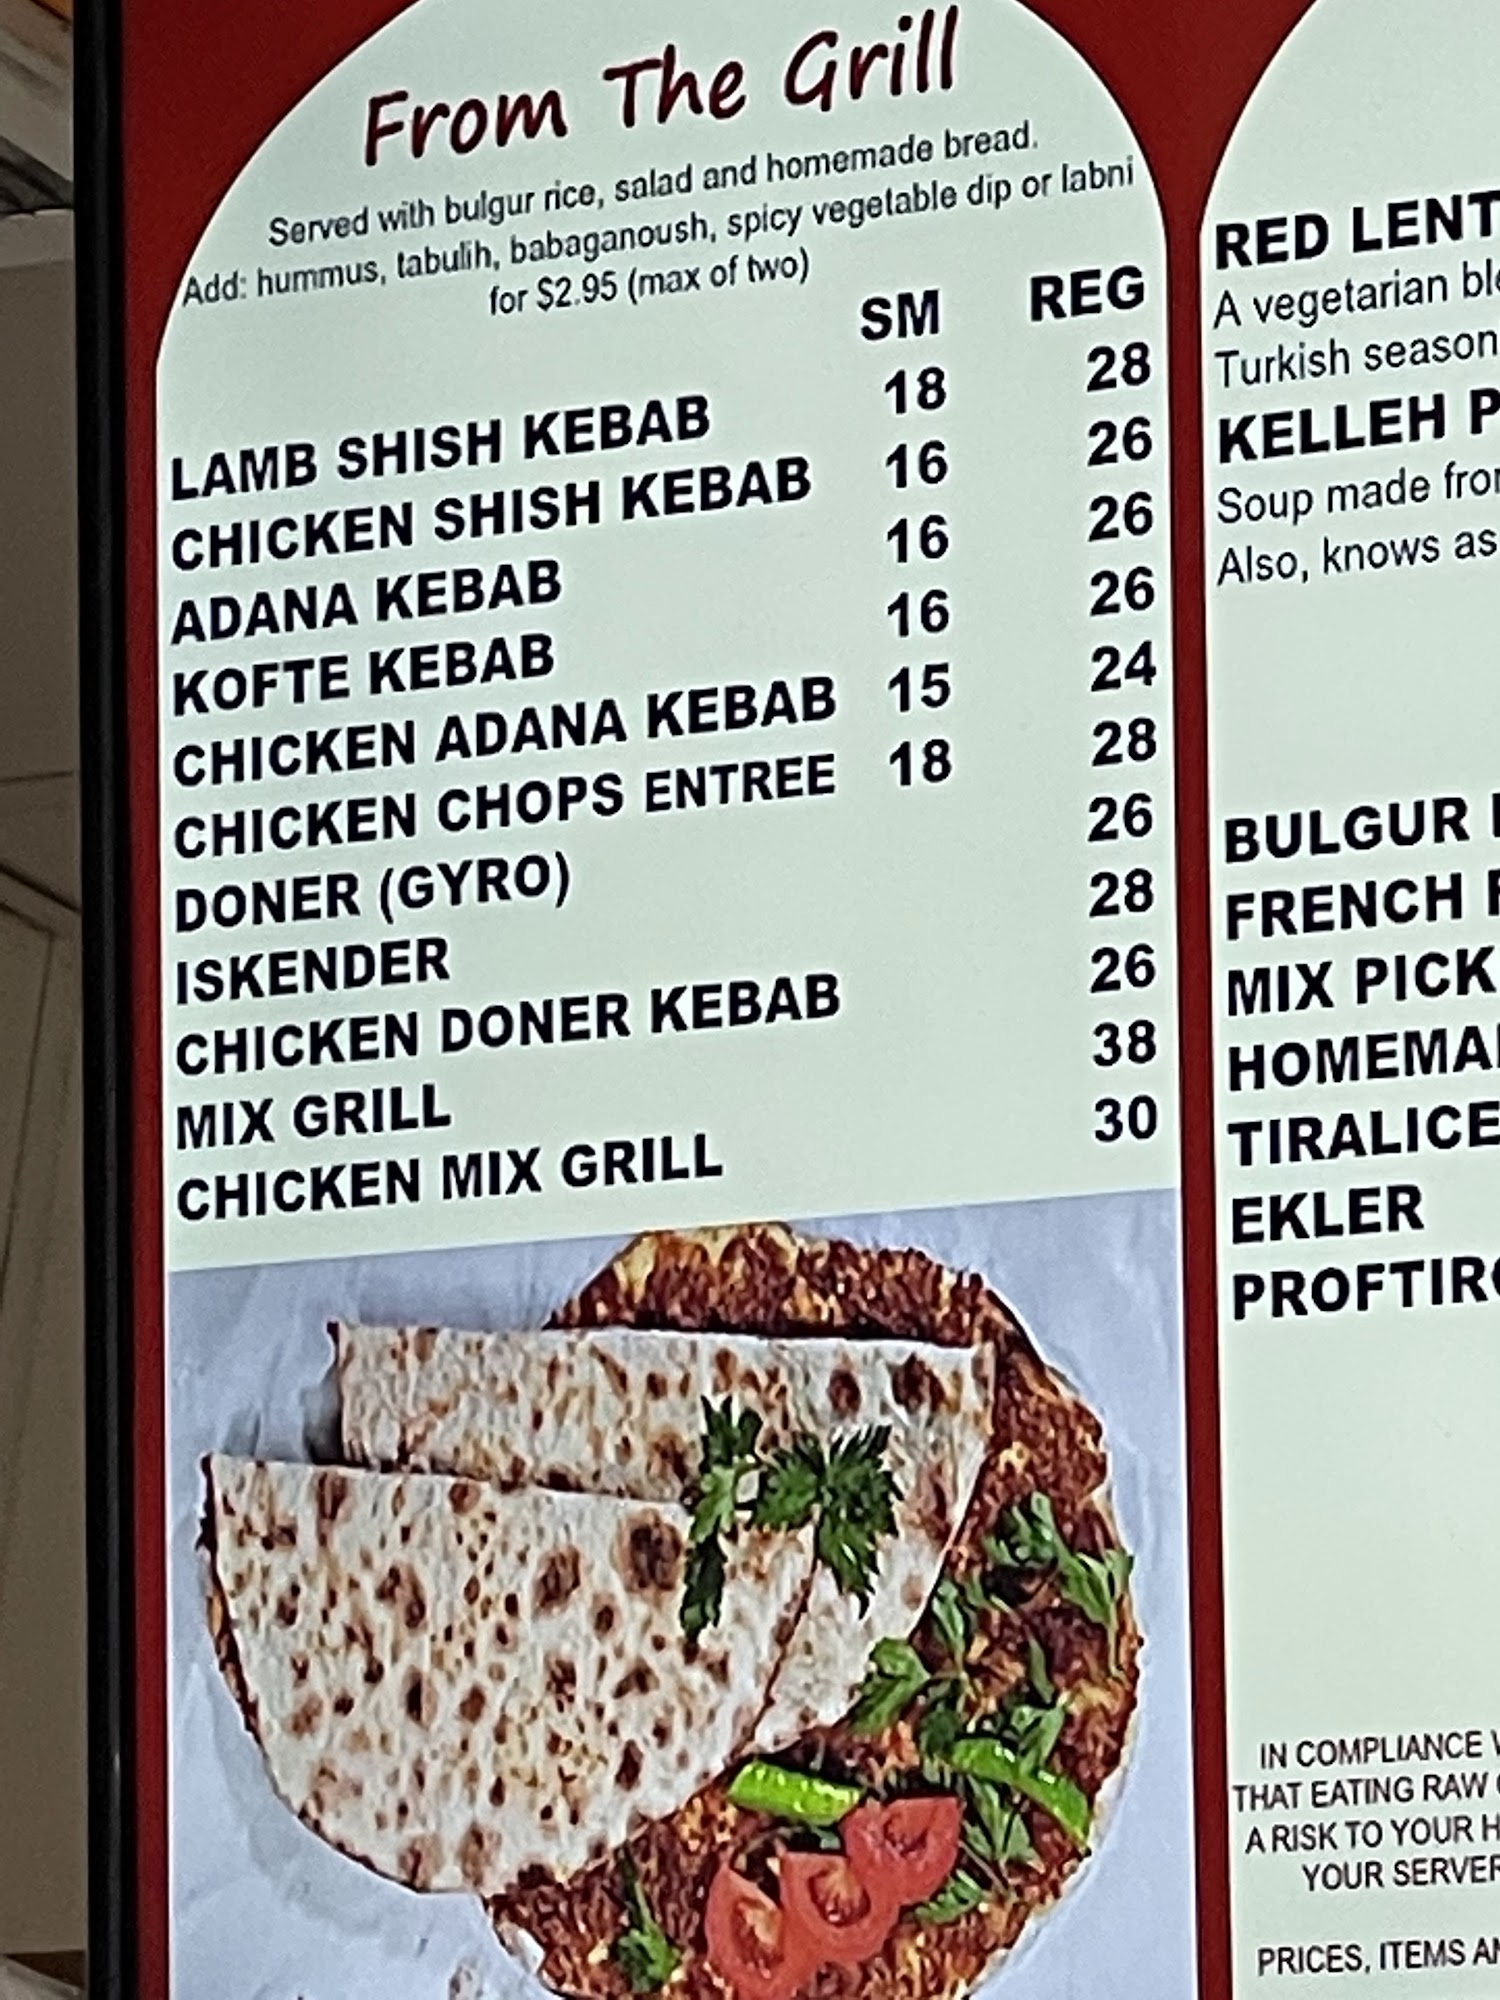 From The Grill
Served with bulgur rice, salad and homemade bread.
Add: hummus, tabulih, babaganoush, spicy vegetable dip or labni
for $2.95 (max of two)
SM REG
LAMB SHISH KEBAB 18 28
CHICKEN SHISH KEBAB 16 26
ADANA KEBAB 16 26
KOFTE KEBAB 16 26
CHICKEN ADANA KEBAB 15 24
CHICKEN CHOPS ENTREE 18 28
DONER (GYRO) 26
ISKENDER 28
CHICKEN DONER KEBAB 26
MIX GRILL 38
CHICKEN MIX GRILL 30
RED LENT
A vegetarian ble
Turkish season
KELLEH P
Soup made from
Also, knows as
BULGUR
FRENCH F
MIX PICK
HOMEMA
TIRALICE
EKLER
PROFTIRO
IN COMPLIANCE W
THAT EATING RAW
A RISK TO YOUR H
YOUR SERVER
PRICES, ITEMS AN